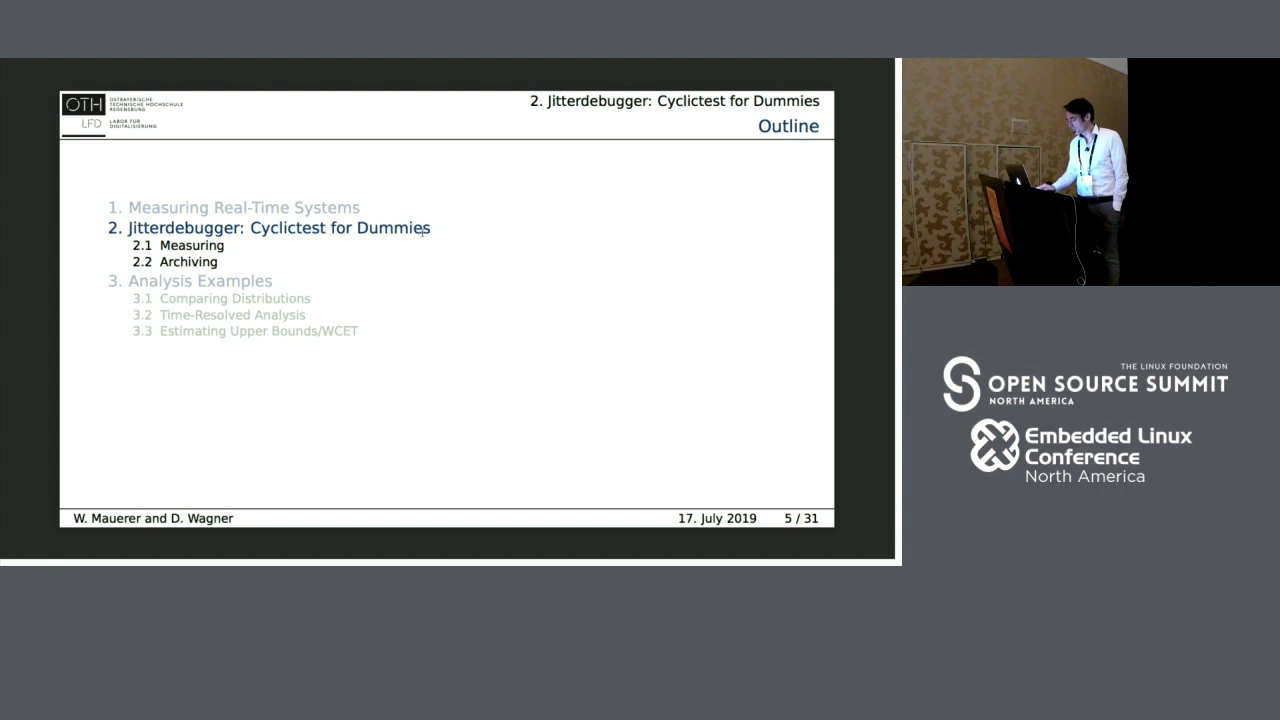 OTH
OSTBAYERISCHE
TECHNISCHE HOCHSCHULE
REGENSBURG
LFD
LABOR FÜR
DIGITALISIERUNG
2. Jitterdebugger: Cyclictest for Dummies
Outline
1. Measuring Real-Time Systems
2. Jitterdebugger: Cyclictest for Dummies
2.1 Measuring
2.2 Archiving
3. Analysis Examples
3.1 Comparing Distributions
3.2 Time-Resolved Analysis
3.3 Estimating Upper Bounds/WCET
W. Mauerer and D. Wagner
17. July 2019
5 / 31
THE LINUX FOUNDATION
OPEN SOURCE SUMMIT
NORTH AMERICA
Embedded Linux
Conference
North America